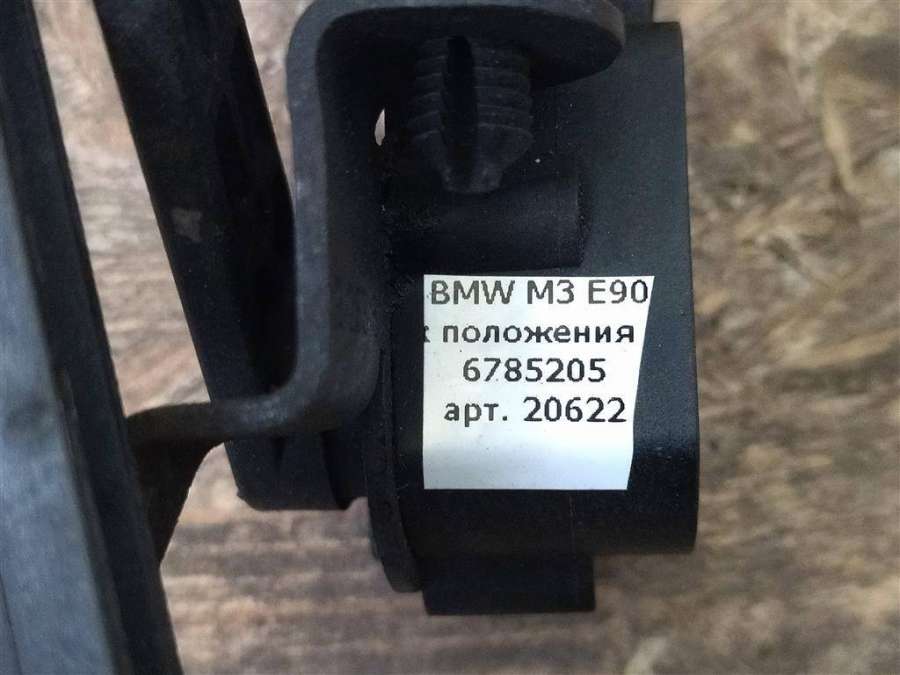 BMW M3 E90
к положения
6785205
арт. 20622